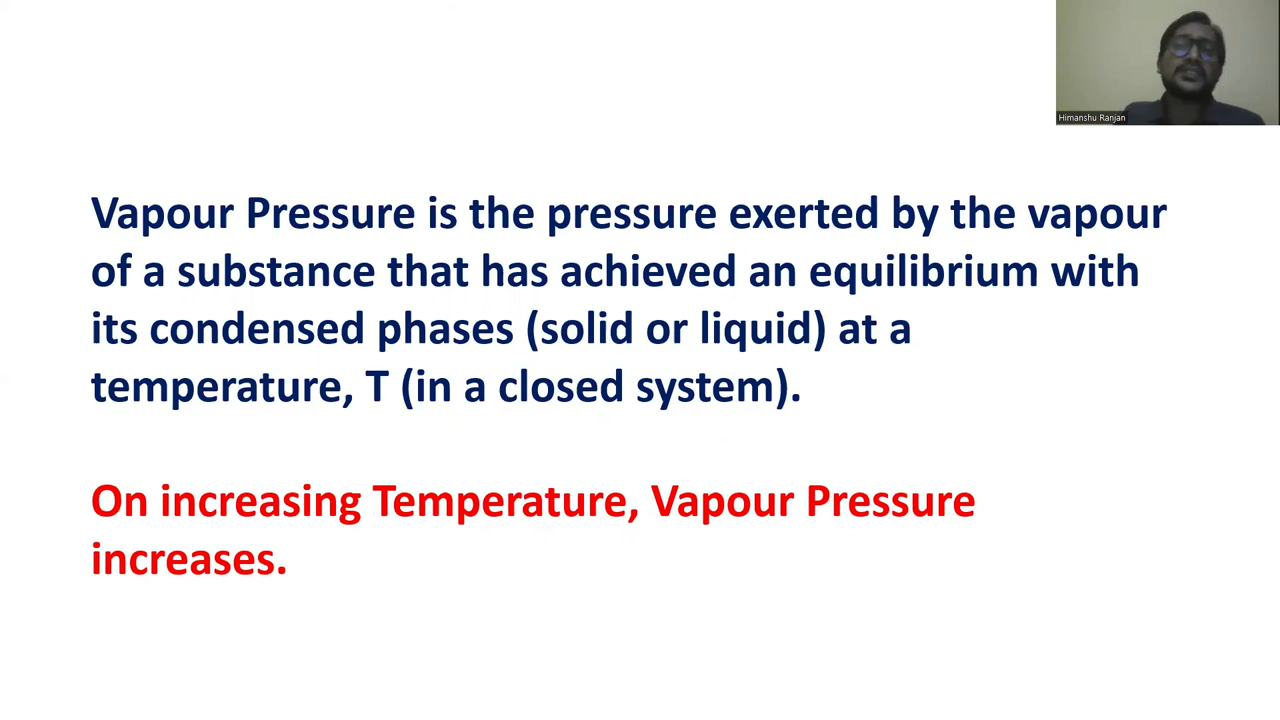 Himanshu Ranjan
Vapour Pressure is the pressure exerted by the vapour
of a substance that has achieved an equilibrium with
its condensed phases (solid or liquid) at a
temperature, T (in a closed system).
On increasing Temperature, Vapour Pressure
increases.